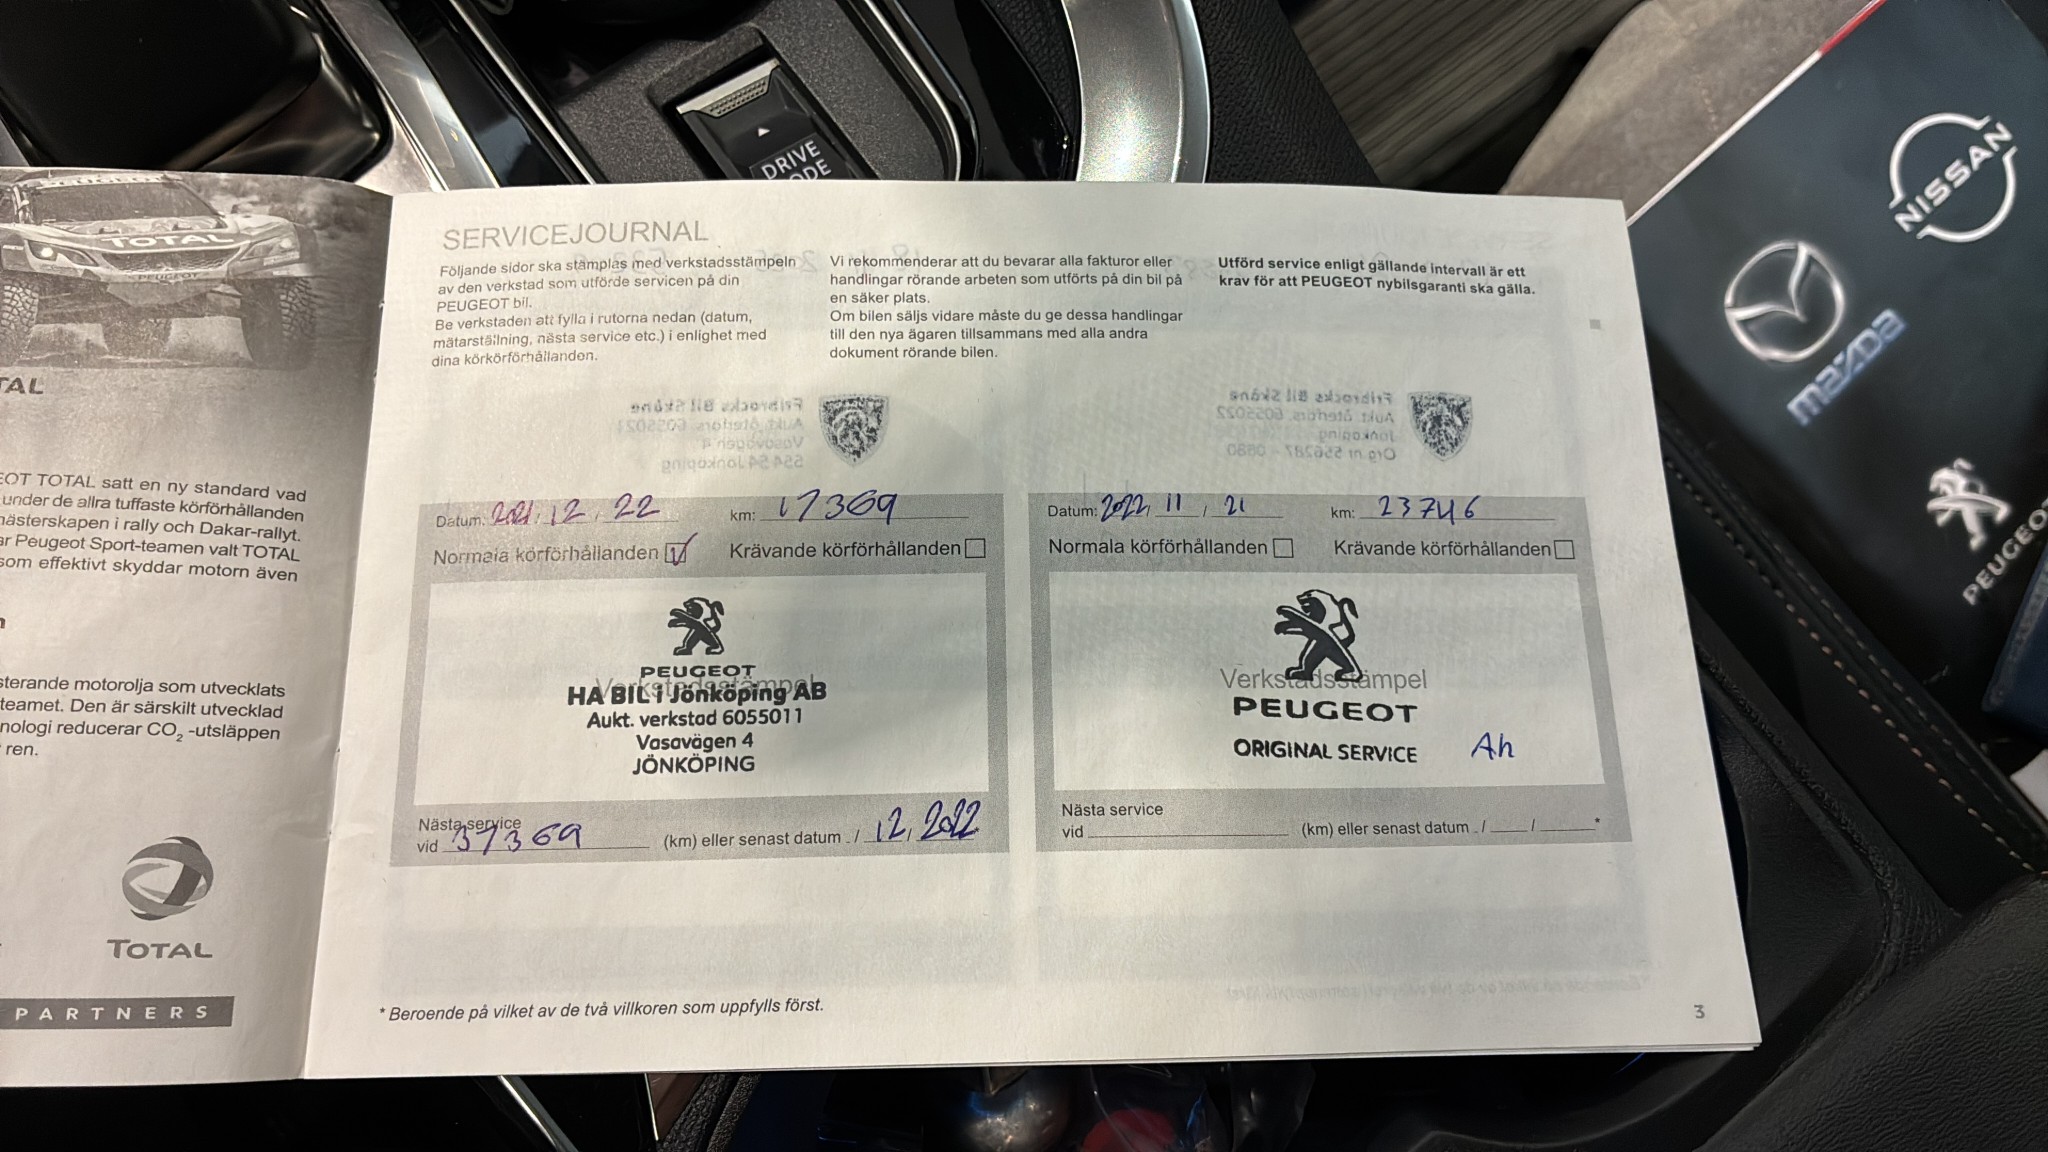 DRIVE
MODE
NISSAN
mazda
PEUGEOT
TOTAL
PEUGEOT
TAL
EOT TOTAL satt en ny standard vad
under de allra tuffaste körförhållanden
mästerskapen i rally och Dakar-rallyt.
ar Peugeot Sport-teamen valt TOTAL
som effektivt skyddar motorn även
n
sterande motorolja som utvecklats
teamet. Den är särskilt utvecklad
nologi reducerar CO2 -utsläppen
ren.
TOTAL
PARTNERS
SERVICEJOURNAL
Följande sidor ska stämplas med verkstadsstämpeln
av den verkstad som utförde servicen på din
PEUGEOT bil.
Be verkstaden att fylla i rutorna nedan (datum,
mätarställning, nästa service etc.) i enlighet med
dina körkörförhållanden.
Vi rekommenderar att du bevarar alla fakturor eller
handlingar rörande arbeten som utförts på din bil på
en säker plats.
Om bilen säljs vidare måste du ge dessa handlingar
till den nya ägaren tillsammans med alla andra
dokument rörande bilen.
Utförd service enligt gällande intervall är ett
krav för att PEUGEOT nybilsgaranti ska gälla.
Datum: 2021, 12, 22 km: 17369
Normala körförhållanden Krävande körförhållanden
Verkstadsstämpel
PEUGEOT
HA BIL i Jönköping AB
Aukt. verkstad 6055011
Vasavägen 4
JÖNKÖPING
Nästa service
vid 37369 (km) eller senast datum / 12, 2022
Datum: 2022, 11 / 21 km: 23746
Normala körförhållanden Krävande körförhållanden
Verkstadsstämpel
PEUGEOT
ORIGINAL SERVICE Ah
Nästa service
vid (km) eller senast datum / / *
* Beroende på vilket av de två villkoren som uppfylls först.
3